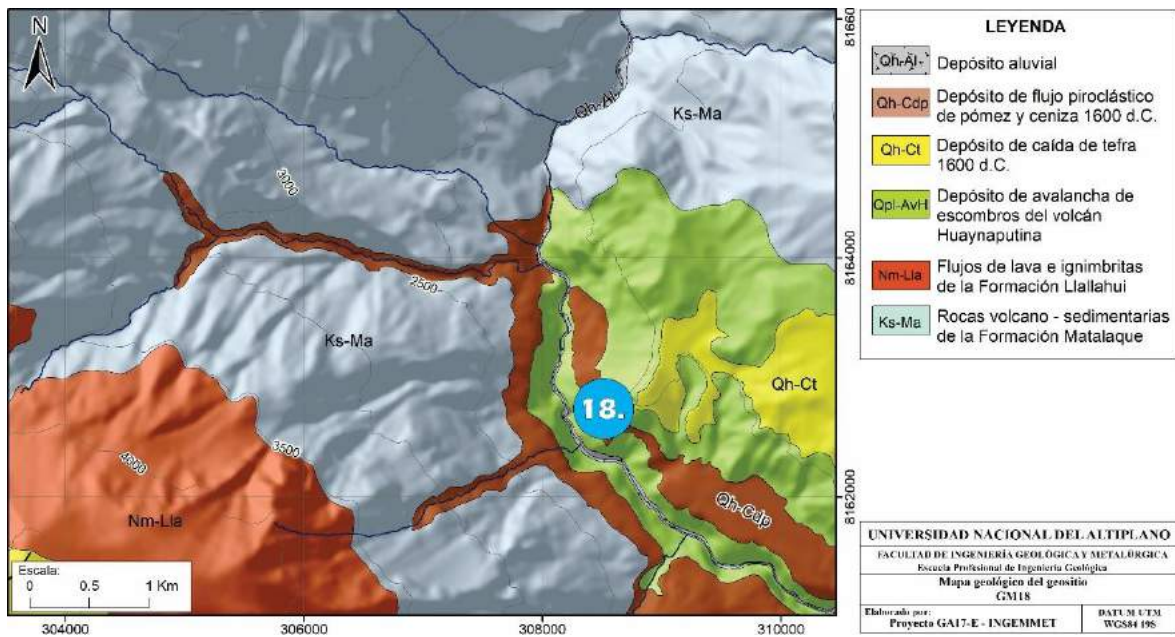 N
Qh-Al
Ks-Ma
3000
2500
Ks-Ma
18.
Qh-Ct
3500
4000
Nm-Lla
Qh-Cdp
Escala:
0 0.5 1 Km
304000 306000 308000 310000
81660
8164000
8162000
LEYENDA
Qh-Al Depósito aluvial
Qh-Cdp Depósito de flujo piroclástico
de pómez y ceniza 1600 d.C.
Qh-Ct Depósito de caída de tefra
1600 d.C.
Qpl-AvH Depósito de avalancha de
escombros del volcán
Huaynaputina
Nm-Lla Flujos de lava e ignimbritas
de la Formación Llallahui
Ks-Ma Rocas volcano - sedimentarias
de la Formación Matalaque
UNIVERSIDAD NACIONAL DEL ALTIPLANO
FACULTAD DE INGENIERÍA GEOLÓGICA Y METALÚRGICA
Escuela Profesional de Ingeniería Geológica
Mapa geológico del geositio
GM18
Elaborado por:
Proyecto GA17-E - INGEMMET
DATUM UTM
WGS84 19S